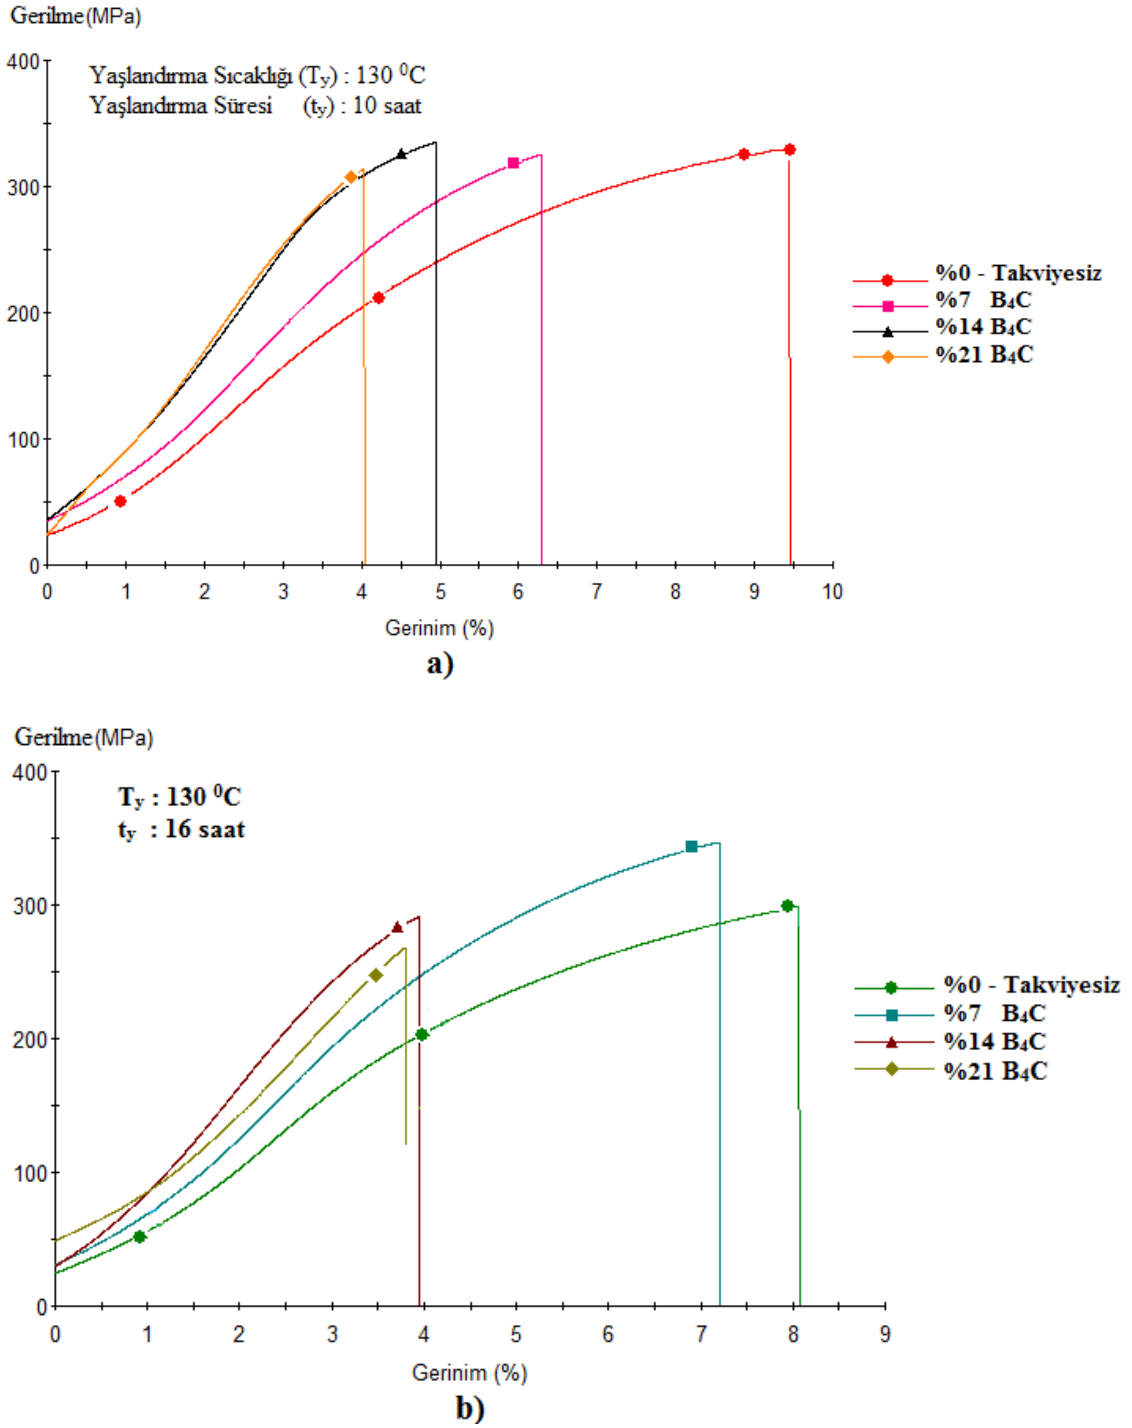 Gerilme(MPa)
400
Yaşlandırma Sıcaklığı (Ty) : 130 ⁰C
Yaşlandırma Süresi (ty) : 10 saat
300
200
100
0
0 1 2 3 4 5 6 7 8 9 10
Gerinim (%)
%0 - Takviyesiz
%7 B₄C
%14 B₄C
%21 B₄C
a)
Gerilme(MPa)
400
Ty : 130 ⁰C
ty : 16 saat
300
200
100
0
0 1 2 3 4 5 6 7 8 9
Gerinim (%)
%0 - Takviyesiz
%7 B₄C
%14 B₄C
%21 B₄C
b)